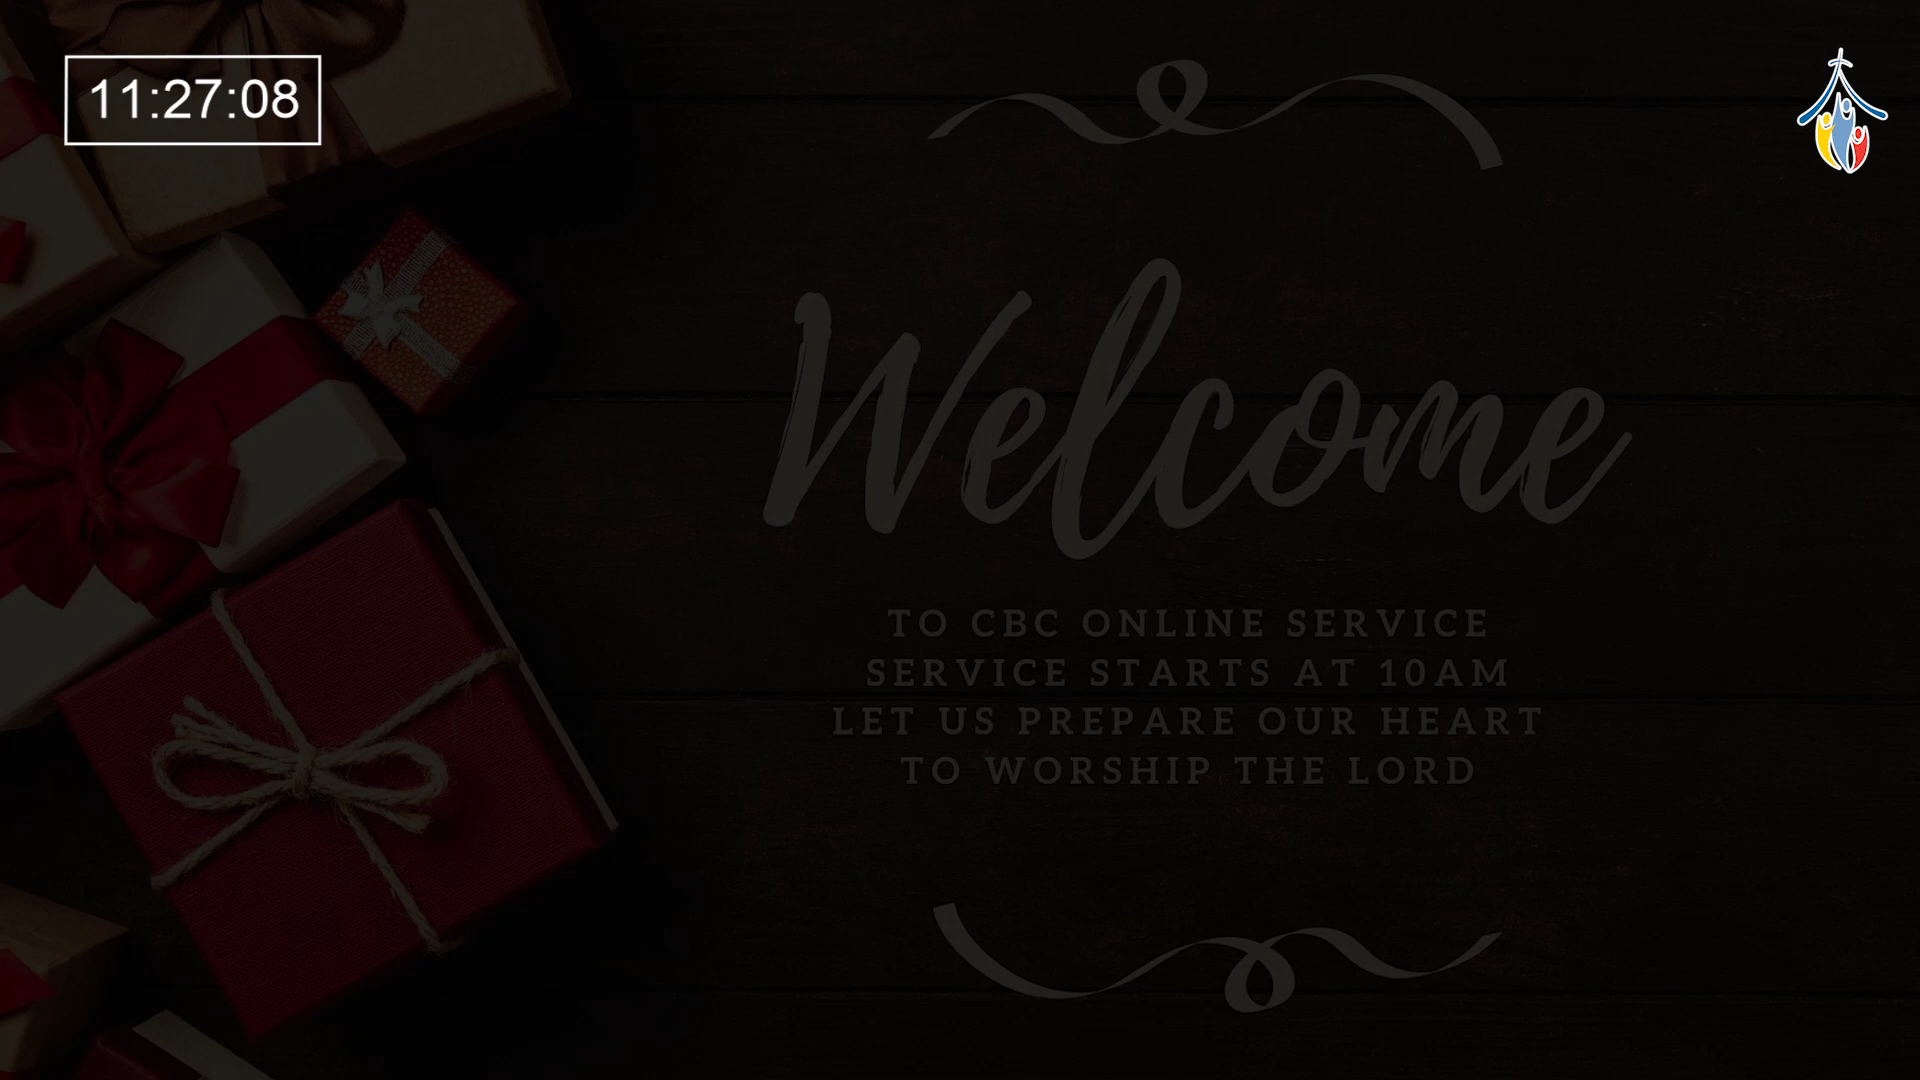 11:27:08
Welcome
TO CBC ONLINE SERVICE
SERVICE STARTS AT 10AM
LET US PREPARE OUR HEART
TO WORSHIP THE LORD